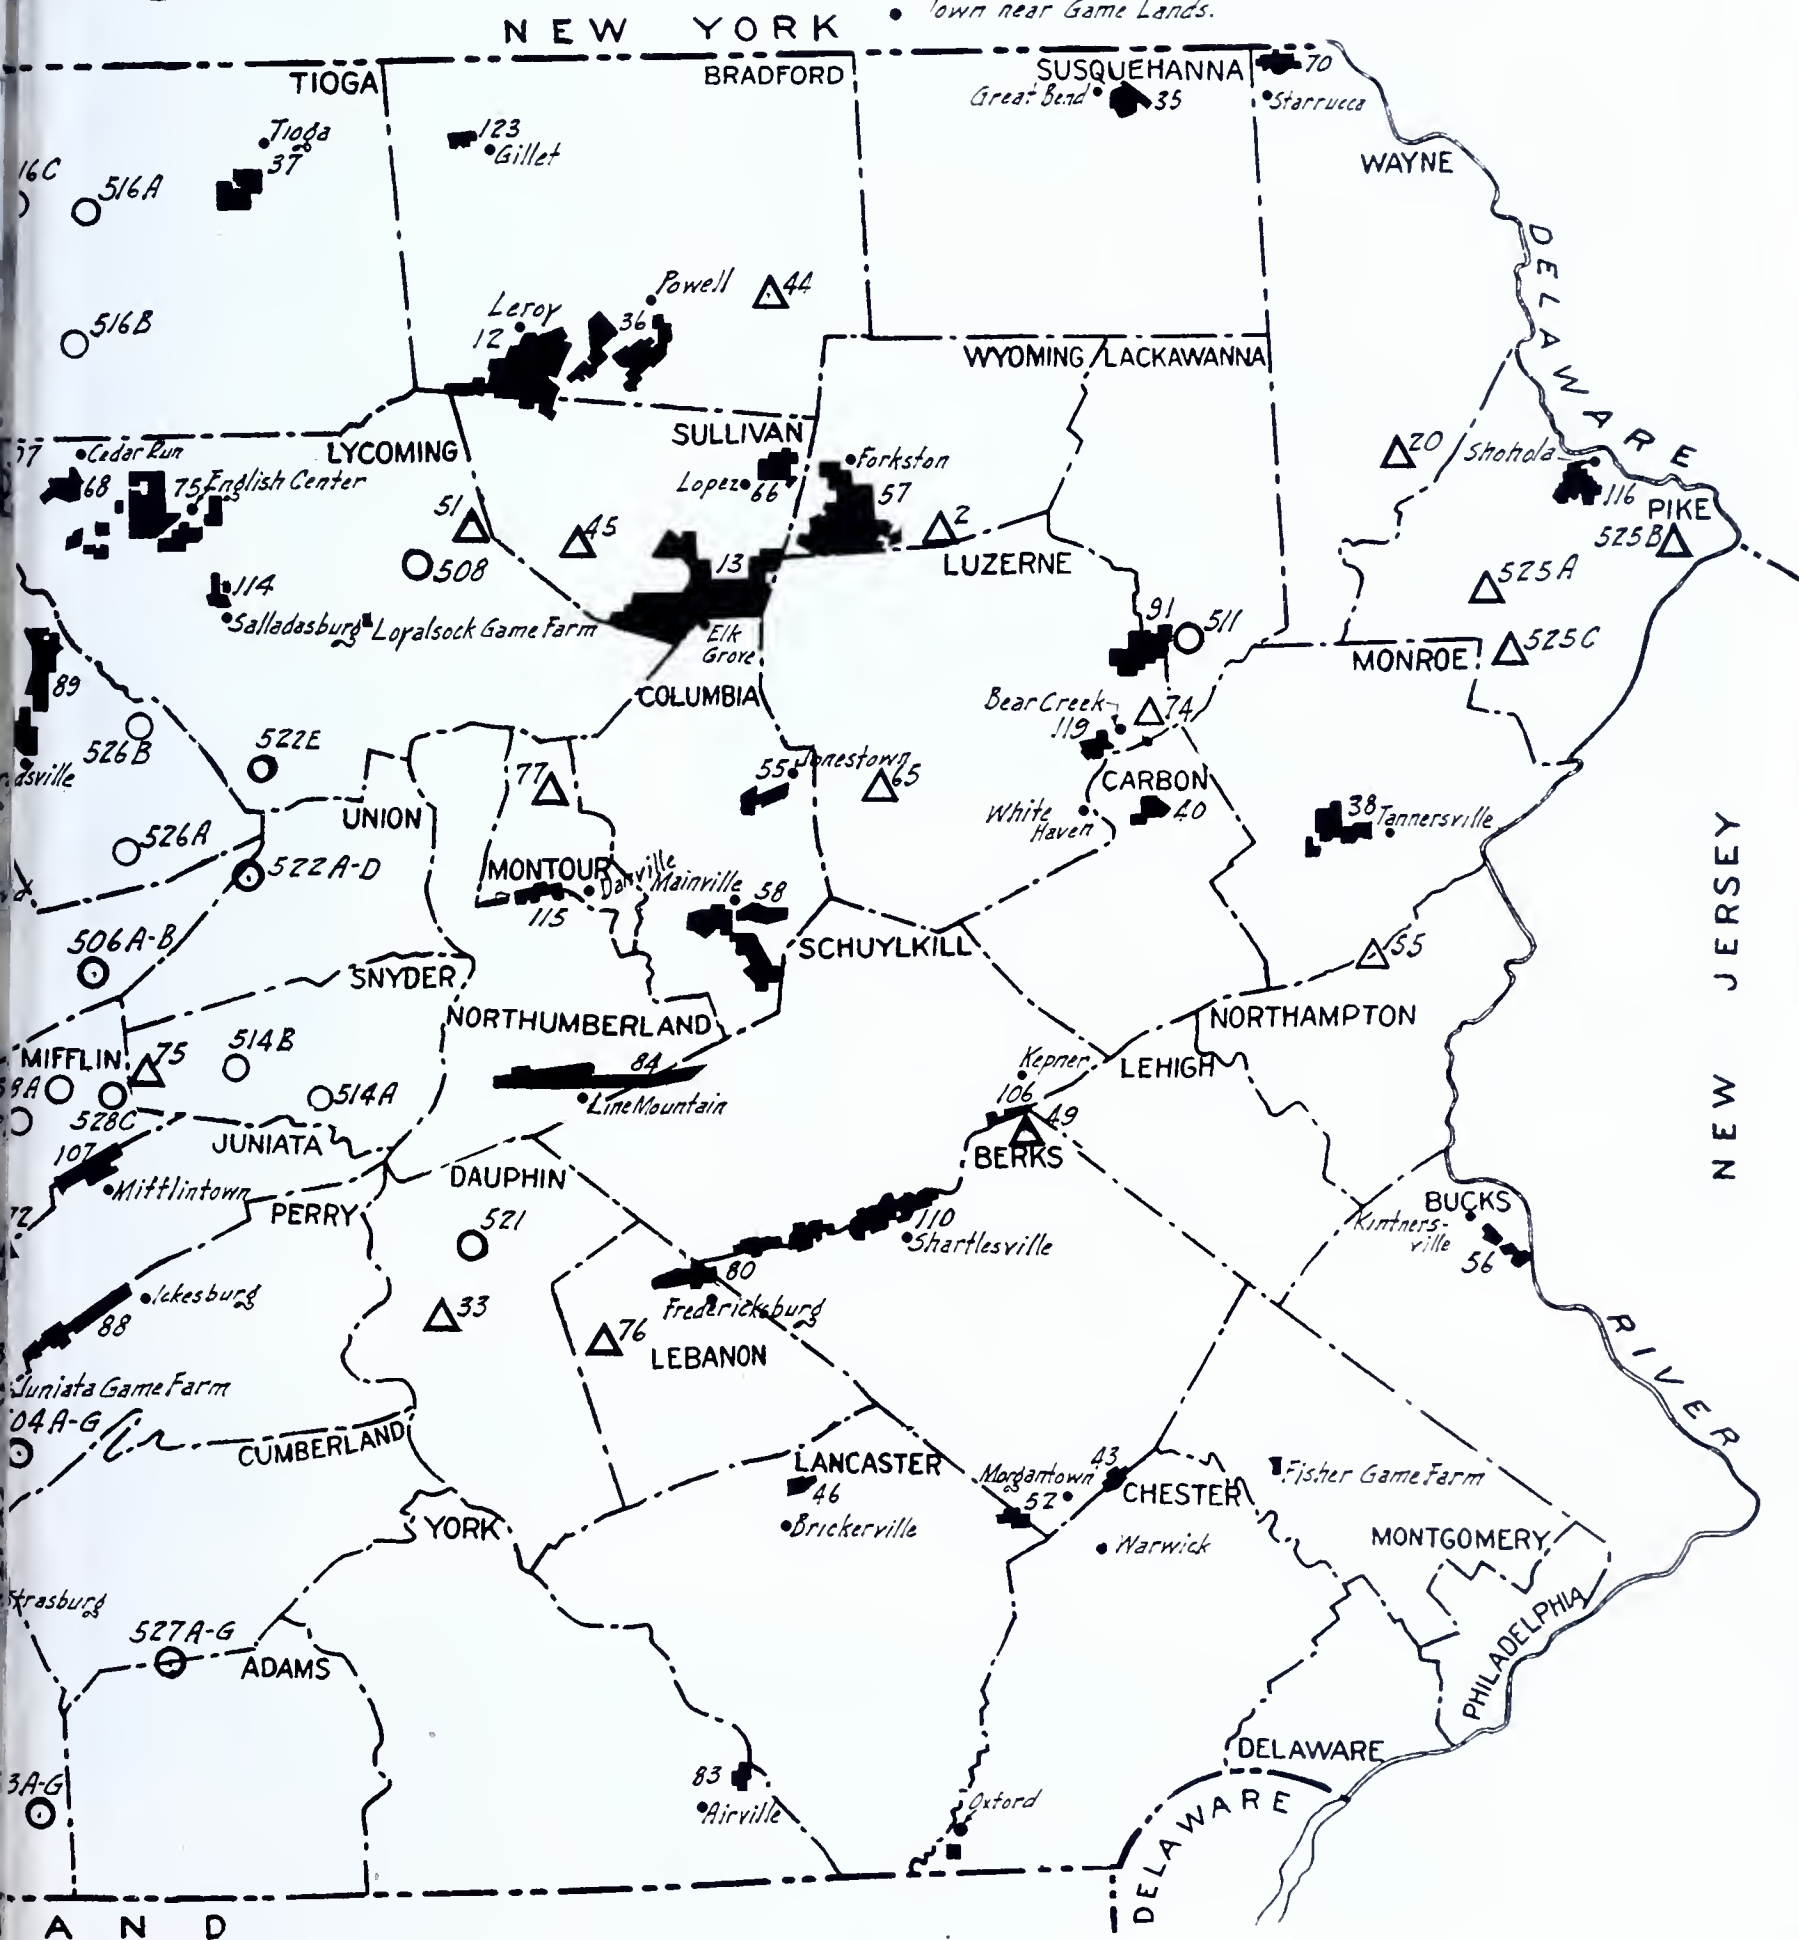 Town near Game Lands.
NEW YORK
TIOGA
BRADFORD
SUSQUEHANNA
70
Great Bend
35
Starrucca
Tioga
37
123
Gillet
WAYNE
16C
516A
DELAWARE
RIVER
516B
Powell
44
Leroy
12
36
WYOMING
LACKAWANNA
LYCOMING
SULLIVAN
Cedar Run
68
75
English Center
51
45
Lopez
66
Forkston
57
2
20
Shohola
116
PIKE
525B
508
13
LUZERNE
525A
114
Salladasburg
Loyalsock Game Farm
Elk
Grove
91
511
MONROE
525C
89
COLUMBIA
Bear Creek
119
74
526B
522E
dsville
77
55
Jonestown
65
CARBON
40
White
Haven
38
Tannersville
UNION
526A
522A-D
MONTOUR
Danville
115
Mainville
58
NEW JERSEY
506A-B
SNYDER
SCHUYLKILL
55
NORTHUMBERLAND
NORTHAMPTON
MIFFLIN
75
514B
84
Line Mountain
Kepner
LEHIGH
8A
528C
514A
106
49
BERKS
JUNIATA
107
Mifflintown
DAUPHIN
72
PERRY
521
110
Shartlesville
BUCKS
Kintners-
ville
56
80
Fredericksburg
Ickesburg
88
33
76
LEBANON
Juniata Game Farm
04A-G
CUMBERLAND
LANCASTER
46
Brickerville
Morgantown
52
43
CHESTER
Fisher Game Farm
Warwick
YORK
MONTGOMERY
Strasburg
527A-G
ADAMS
PHILADELPHIA
DELAWARE
3A-G
83
Airville
Oxford
DELAWARE
AND